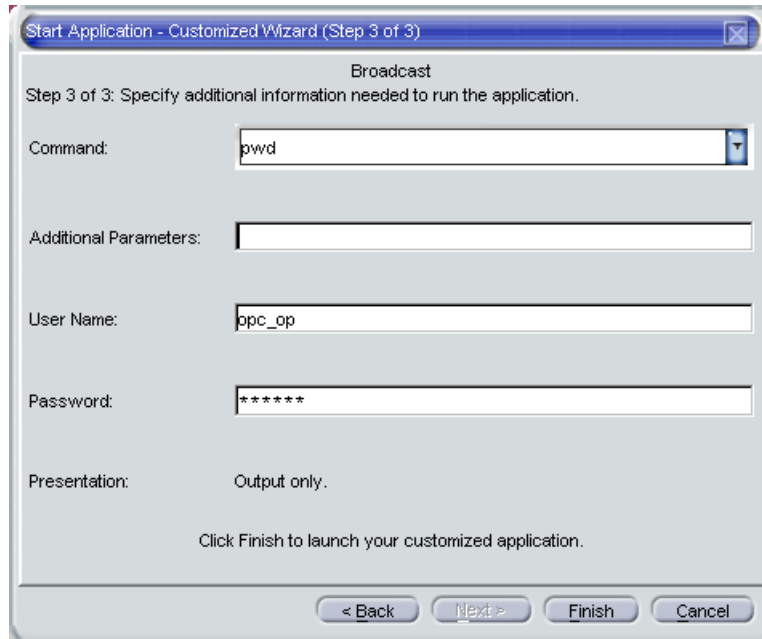 Start Application - Customized Wizard (Step 3 of 3)
Broadcast
Step 3 of 3: Specify additional information needed to run the application.
Command: pwd
Additional Parameters:
User Name: opc_op
Password: ******
Presentation: Output only.
Click Finish to launch your customized application.
< Back Next > Finish Cancel